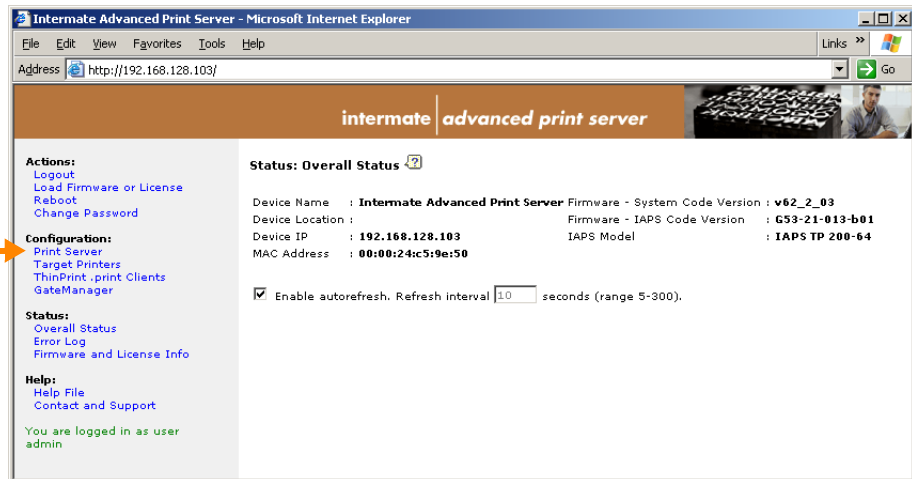 Intermate Advanced Print Server - Microsoft Internet Explorer
File Edit View Favorites Tools Help
Links »
Address http://192.168.128.103/
Go
intermate advanced print server
Actions:
Logout
Load Firmware or License
Reboot
Change Password
Configuration:
Print Server
Target Printers
ThinPrint .print Clients
GateManager
Status:
Overall Status
Error Log
Firmware and License Info
Help:
Help File
Contact and Support
You are logged in as user
admin
Status: Overall Status ?
Device Name : Intermate Advanced Print Server Firmware - System Code Version : v62_2_03
Device Location : Firmware - IAPS Code Version : G53-21-013-b01
Device IP : 192.168.128.103 IAPS Model : IAPS TP 200-64
MAC Address : 00:00:24:c5:9e:50
Enable autorefresh. Refresh interval 10 seconds (range 5-300).